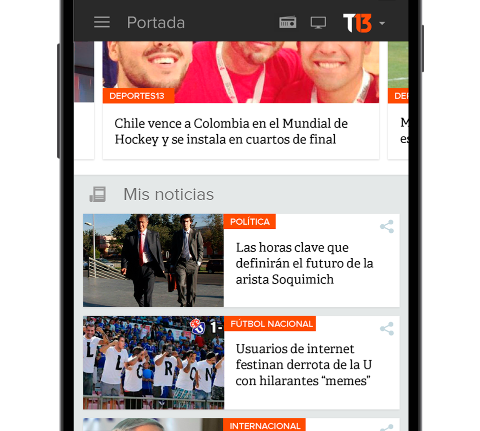 Portada
T13
DEPORTES13
Chile vence a Colombia en el Mundial de
Hockey y se instala en cuartos de final
Mis noticias
POLÍTICA
Las horas clave que
definirán el futuro de la
arista Soquimich
1-
L L R O N
FÚTBOL NACIONAL
Usuarios de internet
festinan derrota de la U
con hilarantes “memes”
INTERNACIONAL